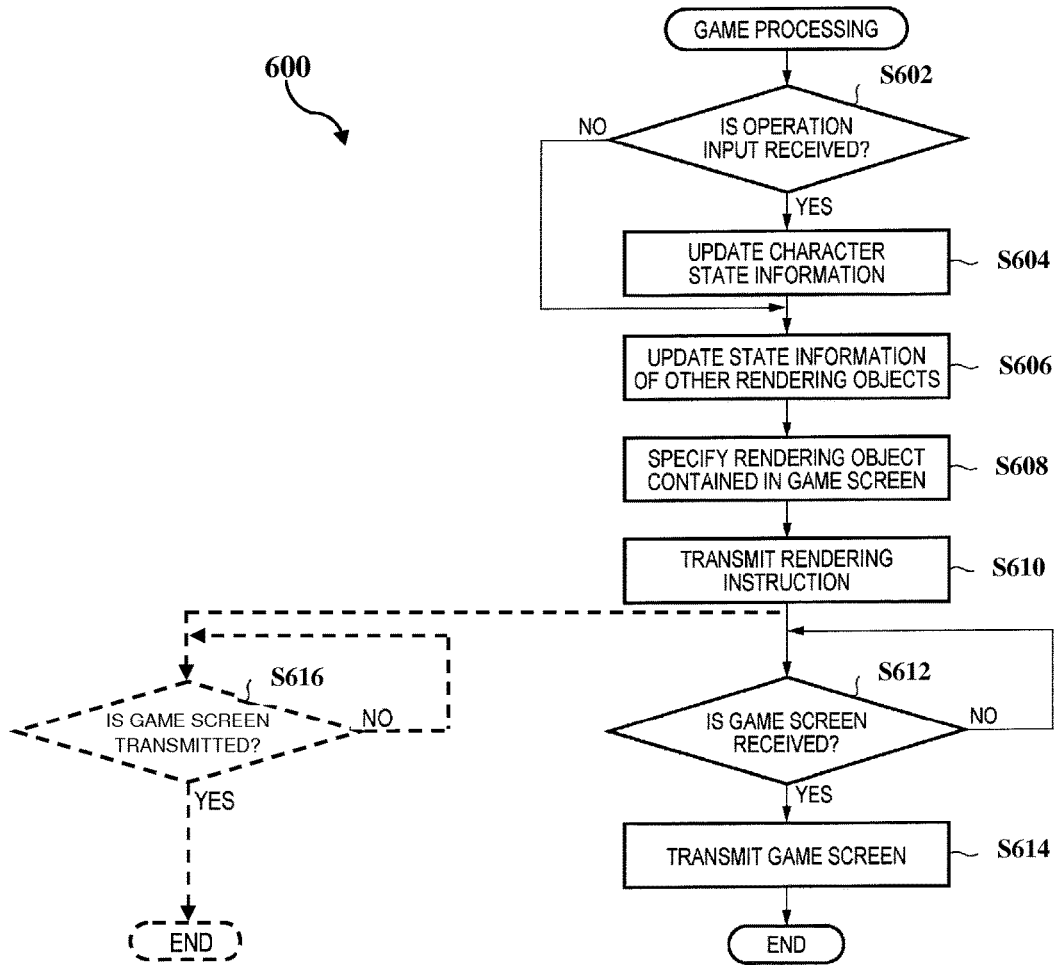 GAME PROCESSING
600
S602
IS OPERATION
INPUT RECEIVED?
NO
YES
UPDATE CHARACTER
STATE INFORMATION
S604
UPDATE STATE INFORMATION
OF OTHER RENDERING OBJECTS
S606
SPECIFY RENDERING OBJECT
CONTAINED IN GAME SCREEN
S608
TRANSMIT RENDERING
INSTRUCTION
S610
S616
IS GAME SCREEN
TRANSMITTED?
NO
YES
END
S612
IS GAME SCREEN
RECEIVED?
NO
YES
TRANSMIT GAME SCREEN
S614
END